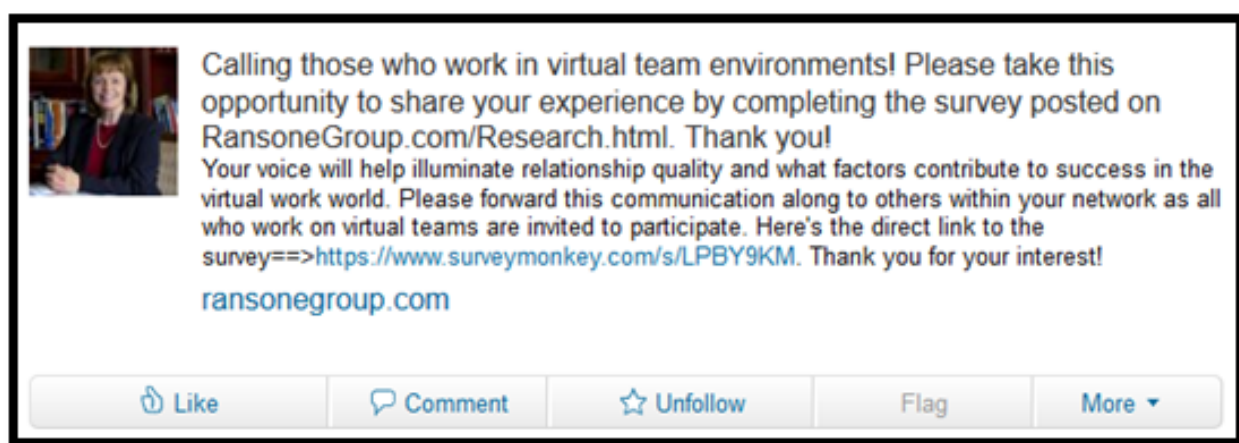 Calling those who work in virtual team environments! Please take this
opportunity to share your experience by completing the survey posted on
RansoneGroup.com/Research.html. Thank you!
Your voice will help illuminate relationship quality and what factors contribute to success in the
virtual work world. Please forward this communication along to others within your network as all
who work on virtual teams are invited to participate. Here's the direct link to the
survey==>https://www.surveymonkey.com/s/LPBY9KM. Thank you for your interest!
ransonegroup.com
Like Comment Unfollow Flag More